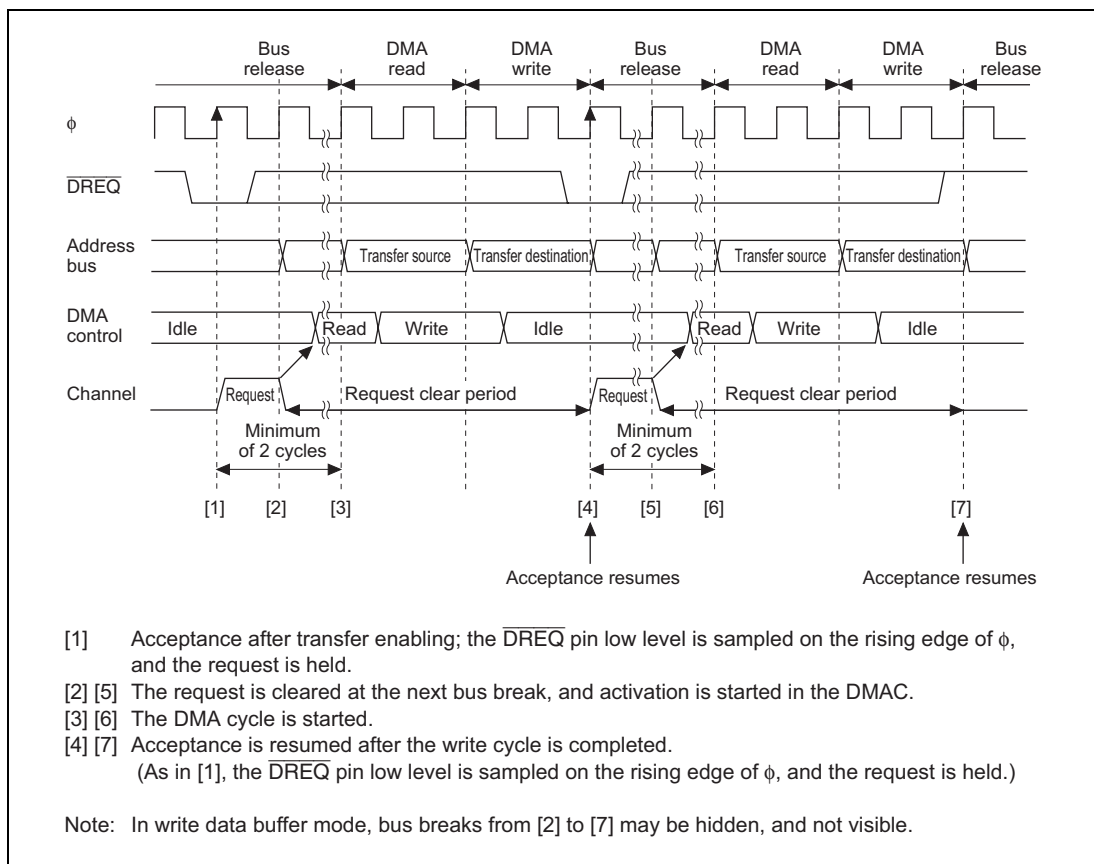 Bus release DMA read DMA write Bus release DMA read DMA write Bus release
φ
DREQ
Address bus Transfer source Transfer destination Transfer source Transfer destination
DMA control Idle Read Write Idle Read Write Idle
Channel Request Request clear period Request Request clear period
Minimum of 2 cycles Minimum of 2 cycles
[1] [2] [3] [4] [5] [6] [7]
Acceptance resumes Acceptance resumes
[1] Acceptance after transfer enabling; the DREQ pin low level is sampled on the rising edge of φ,
and the request is held.
[2] [5] The request is cleared at the next bus break, and activation is started in the DMAC.
[3] [6] The DMA cycle is started.
[4] [7] Acceptance is resumed after the write cycle is completed.
(As in [1], the DREQ pin low level is sampled on the rising edge of φ, and the request is held.)
Note: In write data buffer mode, bus breaks from [2] to [7] may be hidden, and not visible.